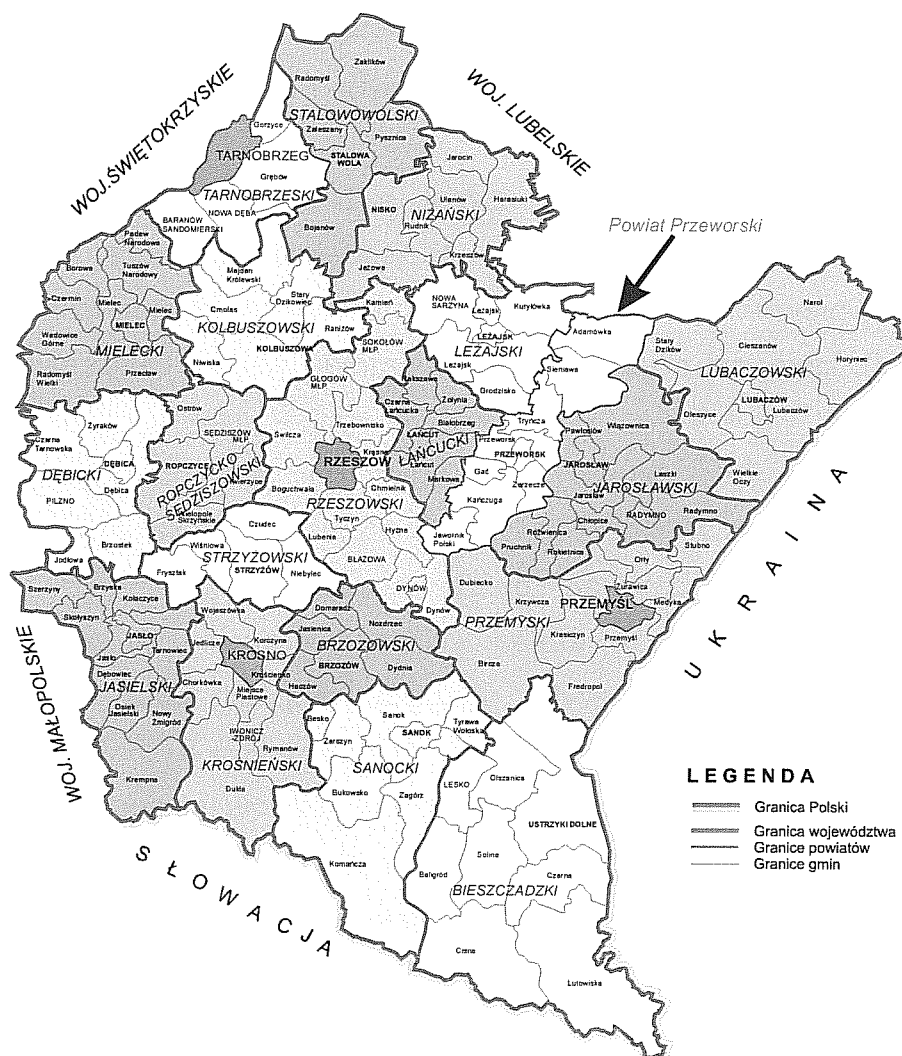 WOJ. ŚWIĘTOKRZYSKIE
WOJ. LUBELSKIE
Zaklików
Radomyśl
STALOWOWOLSKI
Zaleszany
Pysznica
STALOWA
WOLA
Bojanów
Gorzyce
TARNOBRZEG
Grębów
TARNOBRZESKI
NOWA DĘBA
BARANÓW
SANDOMIERSKI
Jarocin
Ulanów
Harasiuki
NISKO
NIŻAŃSKI
Rudnik
Krzeszów
Jeżowe
Powiat Przeworski
Padew
Narodowa
Borowa
Tuszów
Narodowy
Czermin
Mielec
Mielec
MIELEC
Wadowice
Górne
MIELECKI
Radomyśl
Wielki
Przecław
Majdan
Królewski
Cmolas
Stary
Dzikowiec
KOLBUSZOWSKI
Raniżów
KOLBUSZOWA
Niwiska
Kamień
SOKOŁÓW
MŁP.
NOWA
SARZYNA
Leżajsk
Kuryłówka
LEŻAJSK
LEŻAJSKI
Leżajsk
Grodzisko
Adamówka
Sieniawa
Tryńcza
Przeworsk
PRZEWORSK
Gać
Zarzecze
Kańczuga
Jawornik
Polski
Narol
Stary
Dzików
Cieszanów
Horyniec
LUBACZOWSKI
Oleszyce
LUBACZÓW
Lubaczów
Wielkie
Oczy
Czarna
Tarnowska
Żyraków
DĘBICKI
DĘBICA
Dębica
PILZNO
Brzostek
Jodłowa
Ostrów
SĘDZISZÓW
MŁP.
ROPCZYCE
ROPCZYCKO
SĘDZISZOWSKI
Iwierzyce
Wielopole
Skrzyńskie
GŁOGÓW
MŁP.
Świlcza
Trzebownisko
Krasne
RZESZÓW
Boguchwała
Chmielnik
RZESZOWSKI
Tyczyn
Lubenia
Hyżne
BŁAŻOWA
DYNÓW
Dynów
Rakszawa
Czarna
Łańcucka
Żołynia
Białobrzegi
ŁAŃCUT
ŁAŃCUCKI
Łańcut
Markowa
Pawłosiów
Wiązownica
JAROSŁAW
Laszki
JAROSŁAWSKI
Jarosław
Chłopice
RADYMNO
Radymno
Roźwienica
Pruchnik
Rokietnica
Czudec
Wiśniowa
STRZYŻOWSKI
STRZYŻÓW
Frysztak
Niebylec
Orły
Stubno
Dubiecko
Żurawica
Krzywcza
PRZEMYŚL
Medyka
PRZEMYSKI
Krasiczyn
Przemyśl
Bircza
Fredropol
WOJ. MAŁOPOLSKIE
Szerzyny
Brzyska
Kołaczyce
Skołyszyn
JASŁO
Jasło
Tarnowiec
Dębowiec
JASIELSKI
Osiek
Jasielski
Nowy
Żmigród
Krempna
Wojaszówka
Jedlicze
Korczyna
KROSNO
Krościenko
Chorkówka
Miejsce
Piastowe
IWONICZ
ZDRÓJ
Rymanów
KROŚNIEŃSKI
Dukla
Domaradz
Nozdrzec
Jasienica
BRZOZOWSKI
BRZOZÓW
Dydnia
Haczów
Besko
Sanok
Tyrawa
Wołoska
Zarszyn
SANOK
SANOCKI
Bukowsko
Zagórz
Komańcza
LESKO
Olszanica
USTRZYKI DOLNE
Solina
Baligród
Czarna
BIESZCZADZKI
Cisna
Lutowiska
SŁOWACJA
UKRAINA
LEGENDA
Granica Polski
Granica województwa
Granice powiatów
Granice gmin